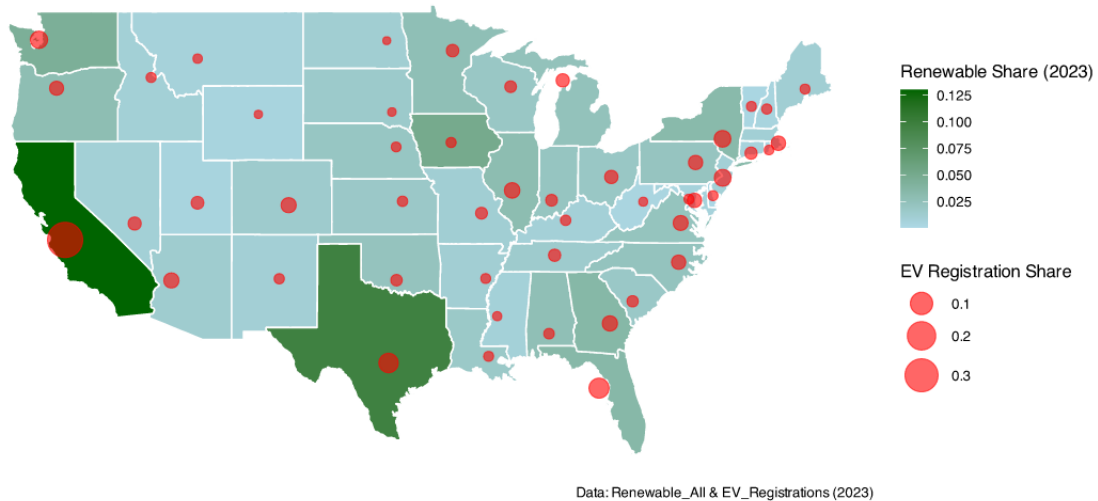 Renewable Share (2023)
0.125
0.100
0.075
0.050
0.025
EV Registration Share
0.1
0.2
0.3
Data: Renewable_All & EV_Registrations (2023)